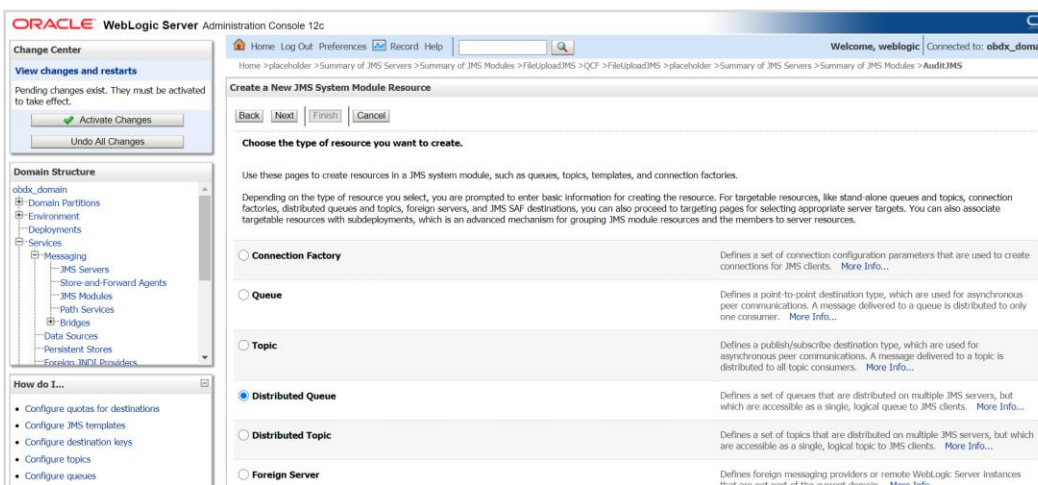 ORACLE WebLogic Server Administration Console 12c
Change Center
View changes and restarts
Pending changes exist. They must be activated
to take effect.
Activate Changes
Undo All Changes
Domain Structure
obdx_domain
Domain Partitions
Environment
Deployments
Services
Messaging
JMS Servers
Store-and-Forward Agents
JMS Modules
Path Services
Bridges
Data Sources
Persistent Stores
Foreign JNDI Providers
How do I...
Configure quotas for destinations
Configure JMS templates
Configure destination keys
Configure topics
Configure queues
Home Log Out Preferences Record Help
Welcome, weblogic Connected to: obdx_doma
Home >placeholder >Summary of JMS Servers >Summary of JMS Modules >FileUploadJMS >QCF >FileUploadJMS >placeholder >Summary of JMS Servers >Summary of JMS Modules >AuditJMS
Create a New JMS System Module Resource
Back Next Finish Cancel
Choose the type of resource you want to create.
Use these pages to create resources in a JMS system module, such as queues, topics, templates, and connection factories.
Depending on the type of resource you select, you are prompted to enter basic information for creating the resource. For targetable resources, like stand-alone queues and topics, connection
factories, distributed queues and topics, foreign servers, and JMS SAF destinations, you can also proceed to targeting pages for selecting appropriate server targets. You can also associate
targetable resources with subdeployments, which is an advanced mechanism for grouping JMS module resources and the members to server resources.
Connection Factory
Defines a set of connection configuration parameters that are used to create
connections for JMS clients. More Info...
Queue
Defines a point-to-point destination type, which are used for asynchronous
peer communications. A message delivered to a queue is distributed to only
one consumer. More Info...
Topic
Defines a publish/subscribe destination type, which are used for
asynchronous peer communications. A message delivered to a topic is
distributed to all topic consumers. More Info...
Distributed Queue
Defines a set of queues that are distributed on multiple JMS servers, but
which are accessible as a single, logical queue to JMS clients. More Info...
Distributed Topic
Defines a set of topics that are distributed on multiple JMS servers, but which
are accessible as a single, logical topic to JMS clients. More Info...
Foreign Server
Defines foreign messaging providers or remote WebLogic Server instances
that are not part of the current domain. More Info...